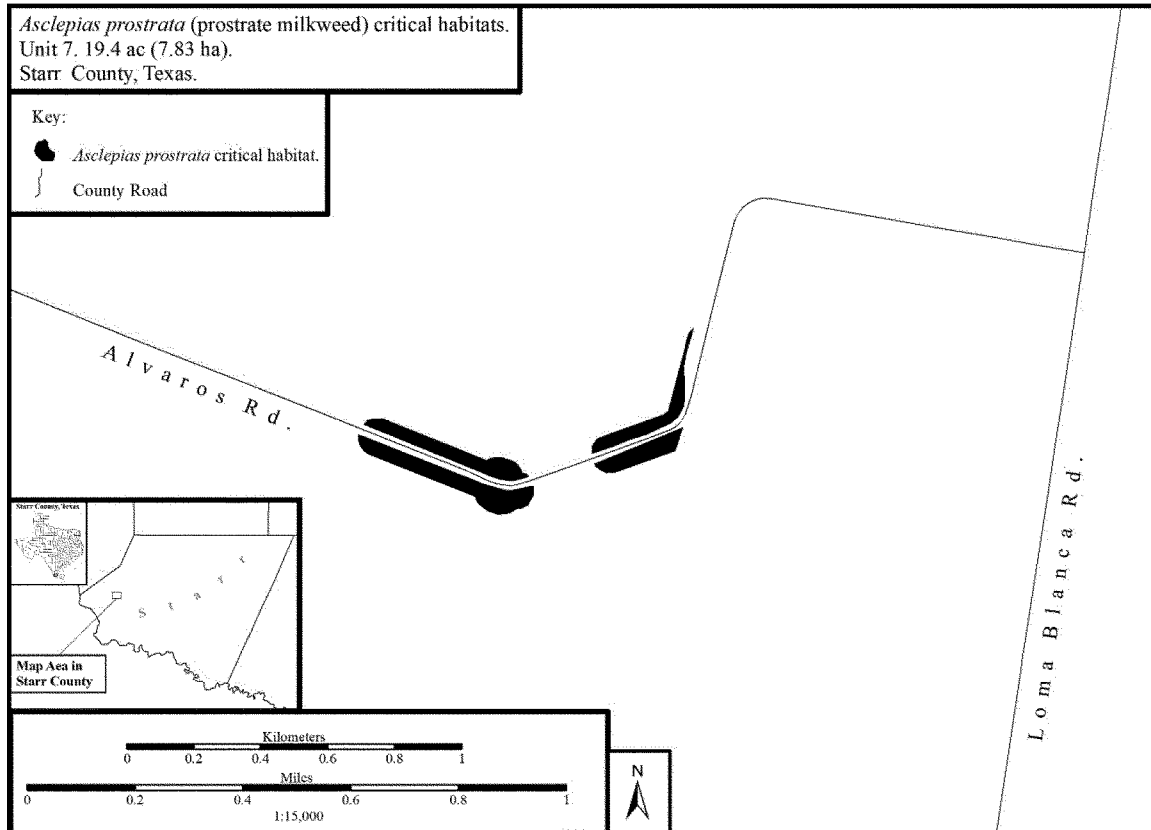 Asclepias prostrata (prostrate milkweed) critical habitats.
Unit 7. 19.4 ac (7.83 ha).
Starr County, Texas.
Key:
Asclepias prostrata critical habitat.
County Road
Alvaros Rd.
Loma Blanca Rd.
Starr County, Texas
Starr
Map Aea in
Starr County
Kilometers
0 0.2 0.4 0.6 0.8 1
Miles
0 0.2 0.4 0.6 0.8 1
1:15,000
N